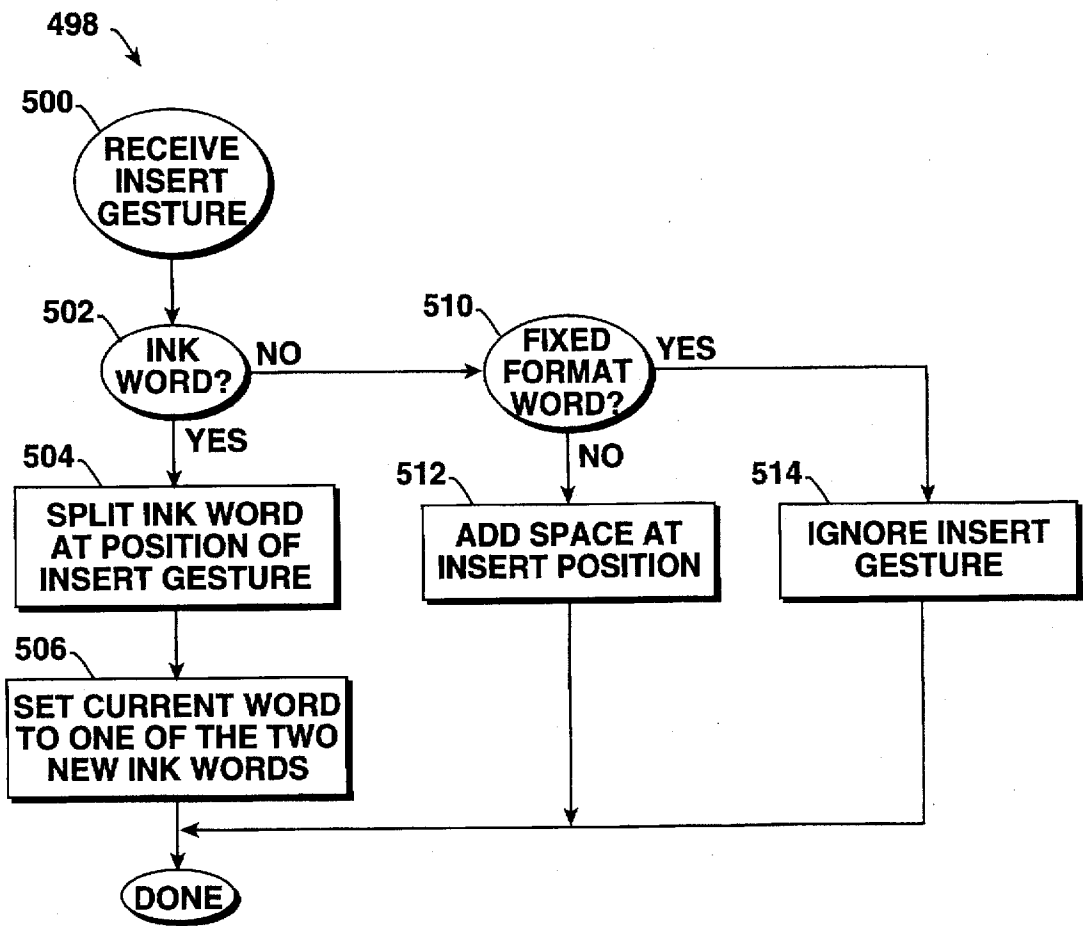 498
500
RECEIVE
INSERT
GESTURE
502
INK
WORD?
NO
510
FIXED
FORMAT
WORD?
YES
YES
NO
504
SPLIT INK WORD
AT POSITION OF
INSERT GESTURE
512
ADD SPACE AT
INSERT POSITION
514
IGNORE INSERT
GESTURE
506
SET CURRENT WORD
TO ONE OF THE TWO
NEW INK WORDS
DONE